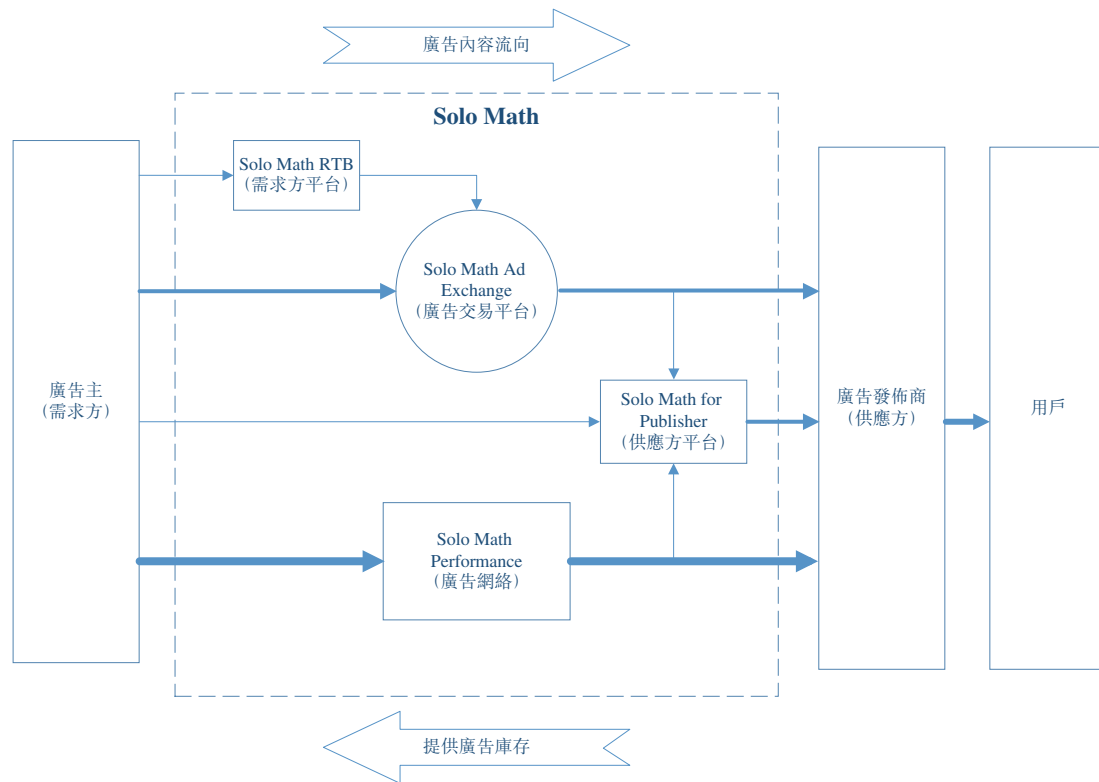 廣告內容流向
Solo Math
Solo Math RTB
(需求方平台)
Solo Math Ad
Exchange
(廣告交易平台)
廣告主
(需求方)
Solo Math for
Publisher
(供應方平台)
廣告發佈商
(供應方)
用戶
Solo Math
Performance
(廣告網絡)
提供廣告庫存